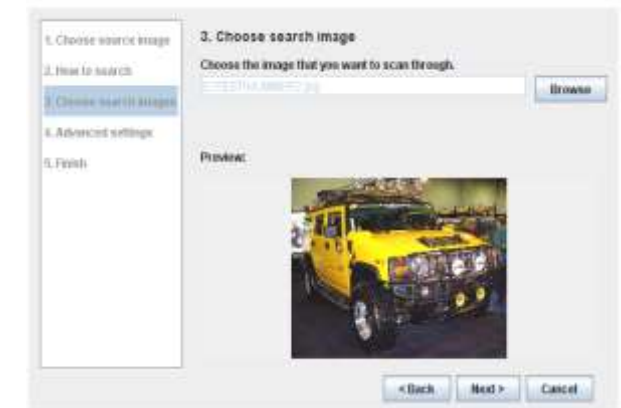 1. Choose source image
2. How to search
3. Choose search images
4. Advanced settings
5. Finish
3. Choose search image
Choose the image that you want to scan through.
Browse
Preview:
< Back
Next >
Cancel